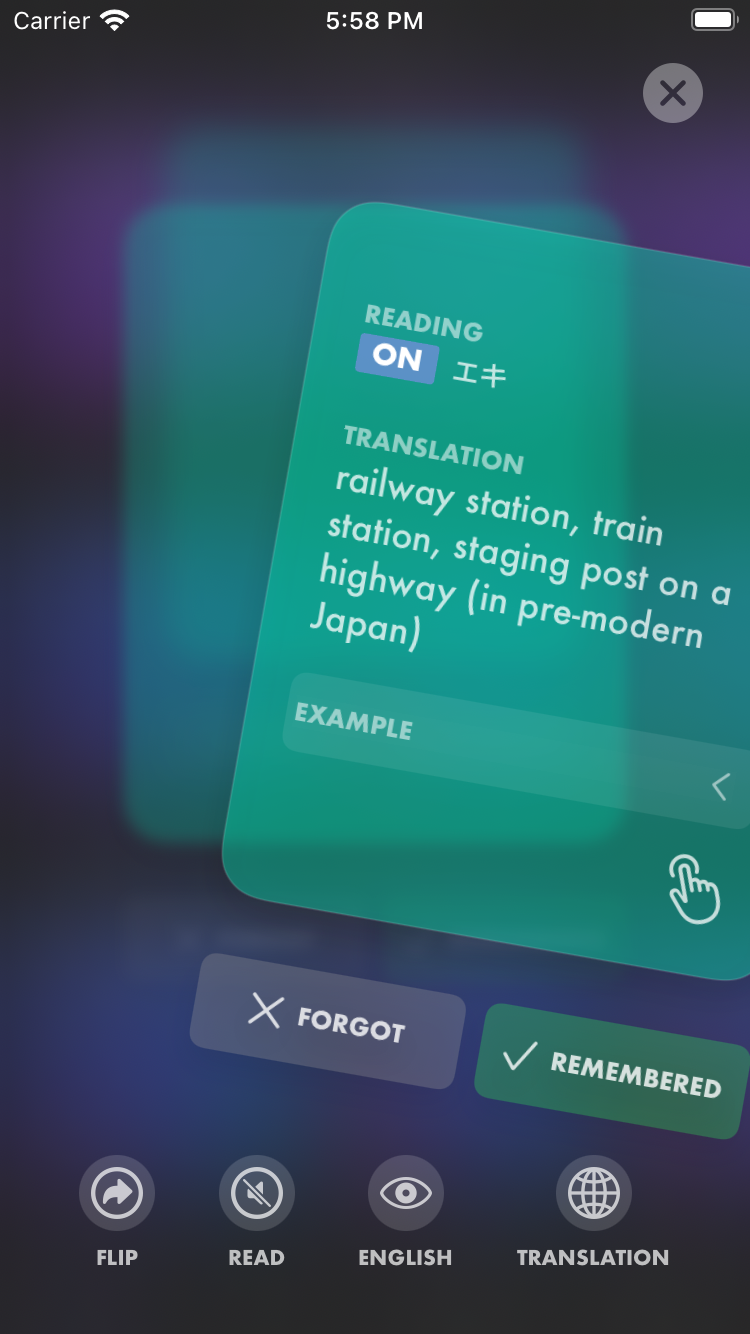 Carrier 5:58 PM
READING
ON エキ
TRANSLATION
railway station, train
station, staging post on a
highway (in pre-modern
Japan)
EXAMPLE
FORGOT
REMEMBERED
FLIP READ ENGLISH TRANSLATION